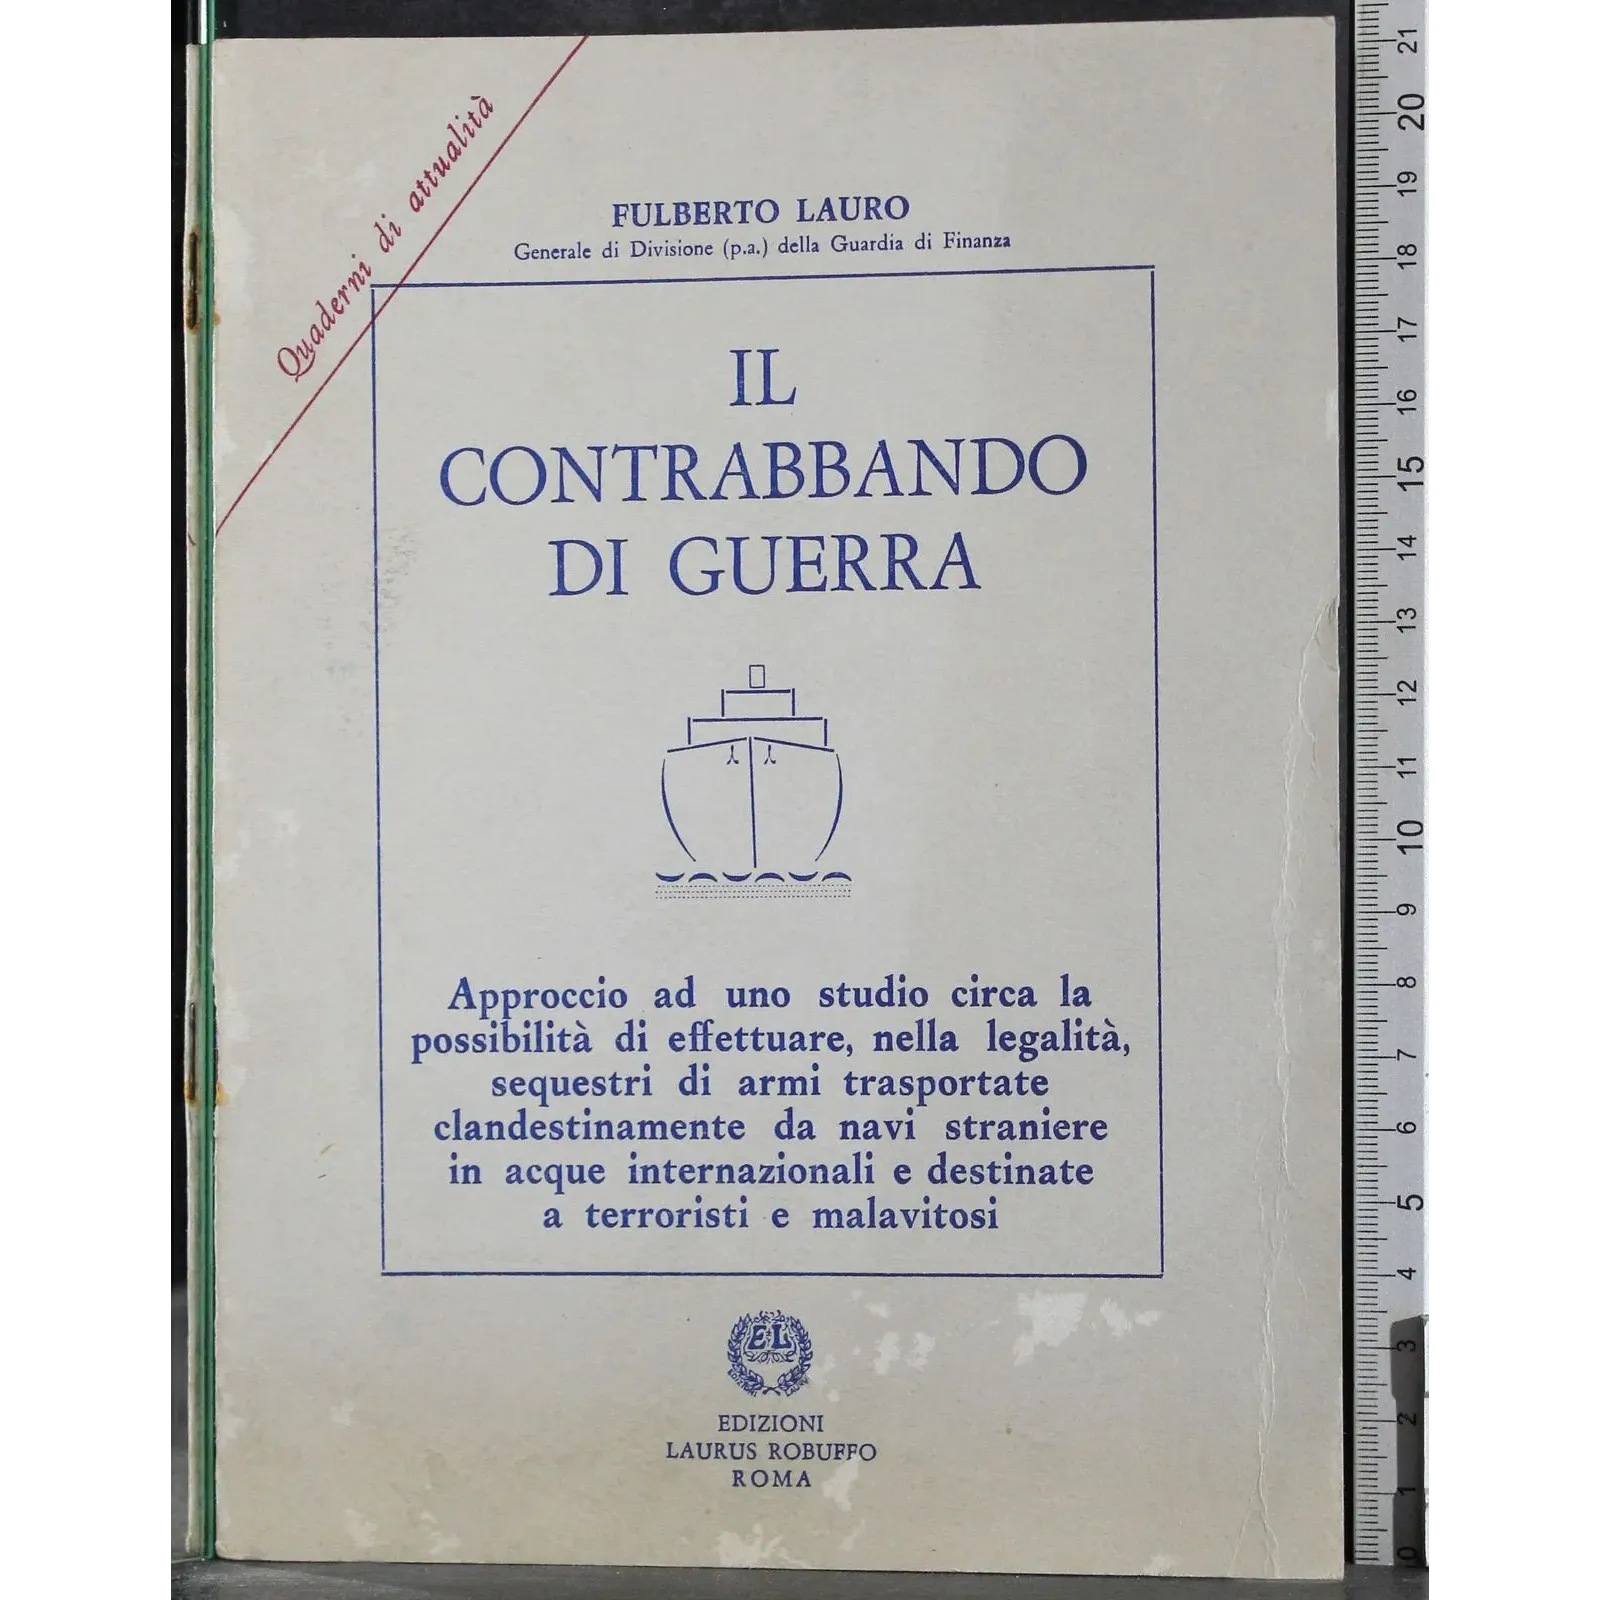 Quaderni di attualità
FULBERTO LAURO
Generale di Divisione (p.a.) della Guardia di Finanza
IL
CONTRABBANDO
DI GUERRA
Approccio ad uno studio circa la
possibilità di effettuare, nella legalità,
sequestri di armi trasportate
clandestinamente da navi straniere
in acque internazionali e destinate
a terroristi e malavitosi
EL
EDIZIONI LAURUS
EDIZIONI
LAURUS ROBUFFO
ROMA
21
20
19
18
17
16
15
14
13
12
11
10
9
8
7
6
5
4
3
2
1
0